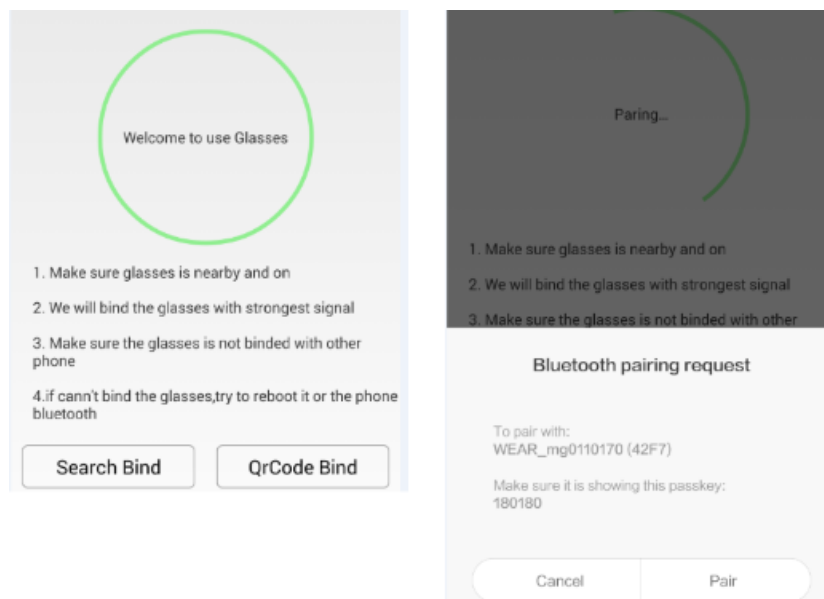 Welcome to use Glasses
1. Make sure glasses is nearby and on
2. We will bind the glasses with strongest signal
3. Make sure the glasses is not binded with other
phone
4.if cann't bind the glasses,try to reboot it or the phone
bluetooth
Search Bind
QrCode Bind
Paring...
1. Make sure glasses is nearby and on
2. We will bind the glasses with strongest signal
3. Make sure the glasses is not binded with other
Bluetooth pairing request
To pair with:
WEAR_mg0110170 (42F7)
Make sure it is showing this passkey:
180180
Cancel
Pair